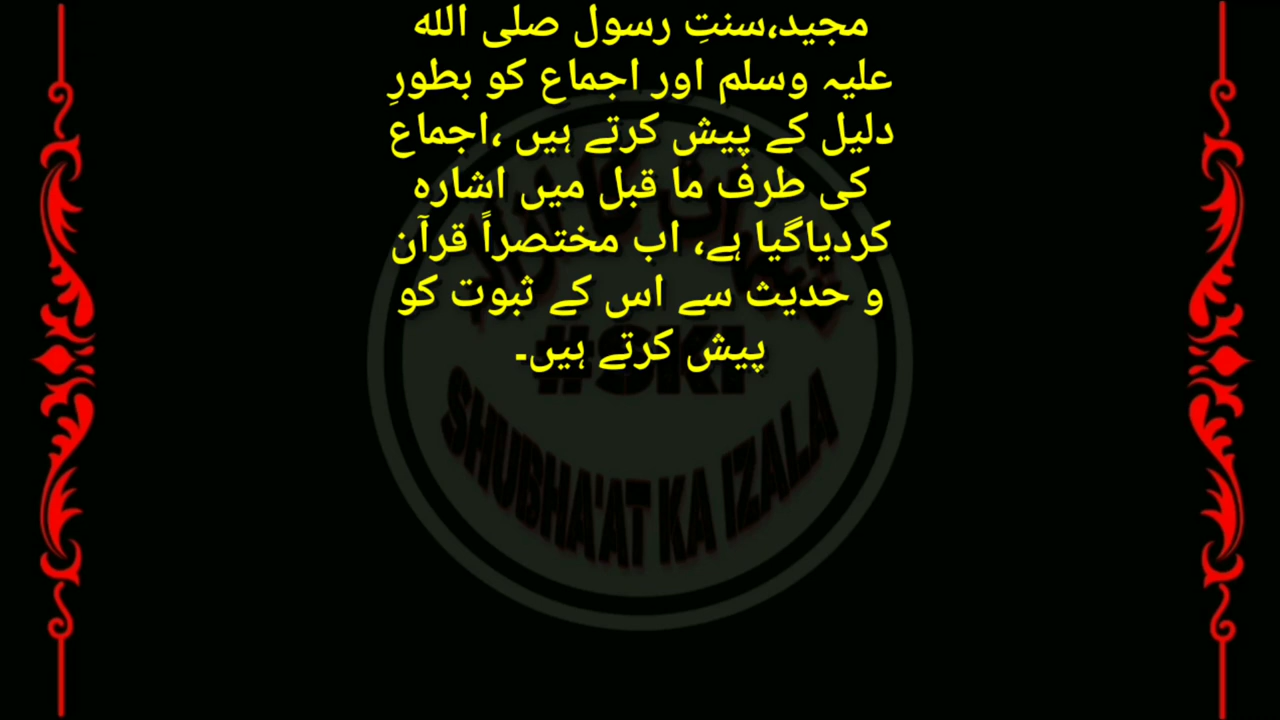 مجید،سنتِ رسول صلی اللہ
علیہ وسلم اور اجماع کو بطورِ
دلیل کے پیش کرتے ہیں ،اجماع
کی طرف ما قبل میں اشارہ
کردیاگیا ہے، اب مختصراً قرآن
و حدیث سے اس کے ثبوت کو
پیش کرتے ہیں۔
#SKI
SHUBHA'AT KA IZALA